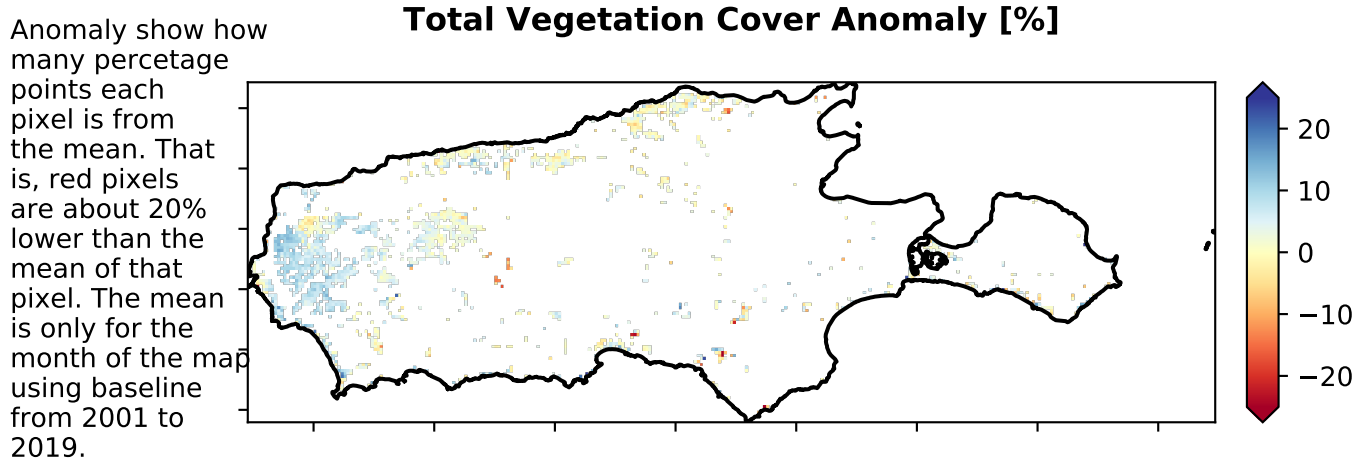 Total Vegetation Cover Anomaly [%]
Anomaly show how
many percetage
points each
pixel is from
the mean. That
is, red pixels
are about 20%
lower than the
mean of that
pixel. The mean
is only for the
month of the map
using baseline
from 2001 to
2019.
20
10
0
−10
−20